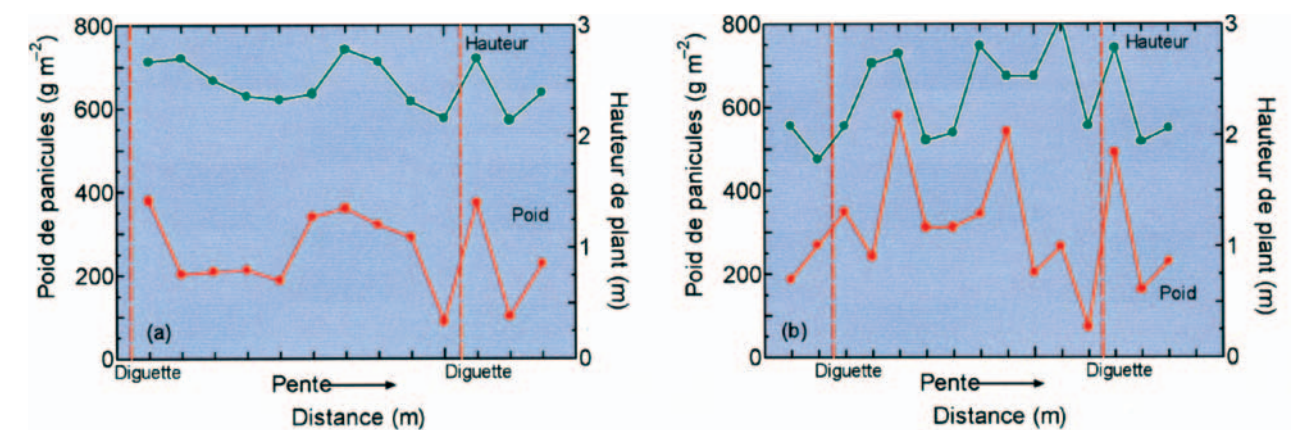 Poid de panicules (g m⁻²)
800
600
400
200
0
Hauteur
Poid
(a)
3
2
1
0
Hauteur de plant (m)
Diguette
Diguette
Pente
Distance (m)
Poid de panicules (g m⁻²)
800
600
400
200
0
Hauteur
Poid
(b)
3
2
1
0
Hauteur de plant (m)
Diguette
Diguette
Pente
Distance (m)